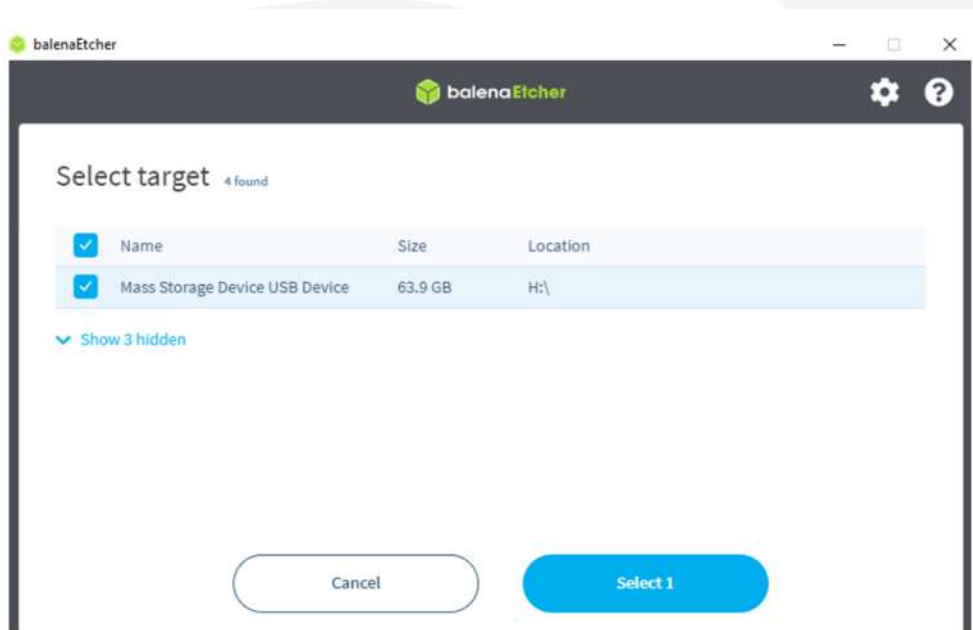 balenaEtcher
balenaEtcher
Select target 4 found
Name Size Location
Mass Storage Device USB Device 63.9 GB H:\
Show 3 hidden
Cancel Select 1